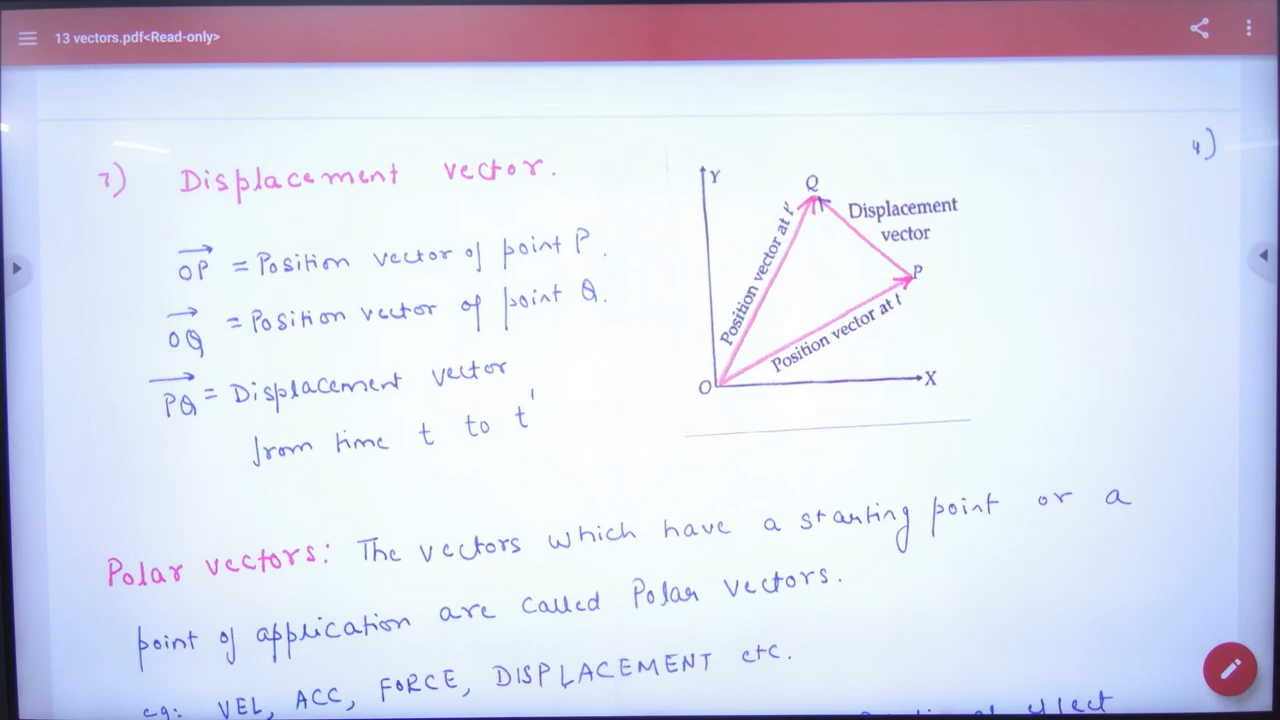 13 vectors.pdf<Read-only>
4)
7) Displacement vector.
OP = Position vector of point P.
OQ = Position vector of point Q.
PQ = Displacement vector
from time t to t'
Y
Q
Displacement
vector
P
Position vector at t'
Position vector at t
O
X
Polar vectors: The vectors which have a starting point or a
point of application are called Polar vectors.
eg: VEL, ACC, FORCE, DISPLACEMENT etc.
effect